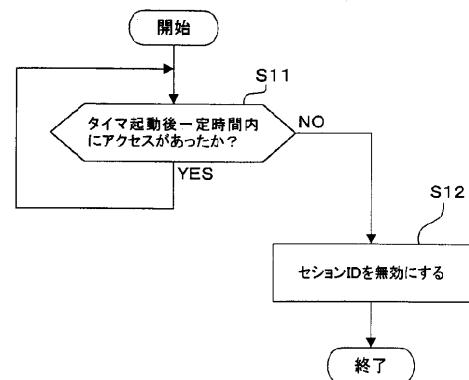 開始
S11
タイマ起動後一定時間内
にアクセスがあったか？
NO
YES
S12
セションIDを無効にする
終了